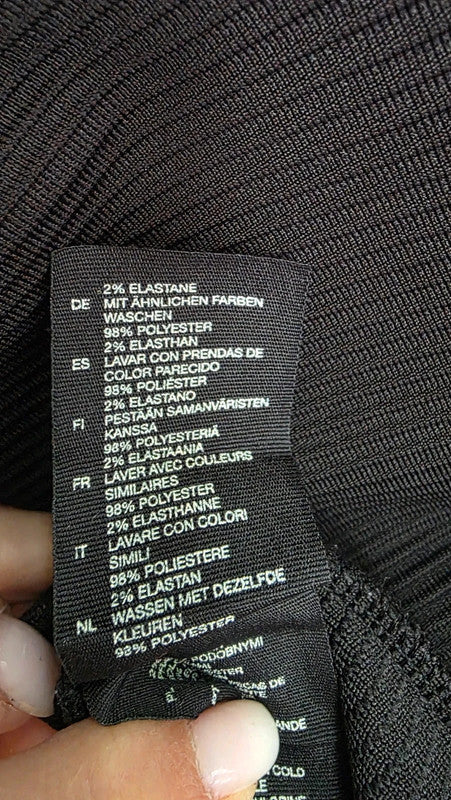 2% ELASTANE
DE MIT ÄHNLICHEN FARBEN
WASCHEN
98% POLYESTER
2% ELASTHAN
ES LAVAR CON PRENDAS DE
COLOR PARECIDO
98% POLIÉSTER
2% ELASTANO
FI PESTÄÄN SAMANVÄRISTEN
KANSSA
98% POLYESTERIÄ
2% ELASTAANIA
FR LAVER AVEC COULEURS
SIMILAIRES
98% POLYESTER
2% ELASTHANNE
IT LAVARE CON COLORI
SIMILI
98% POLIESTERE
2% ELASTAN
NL WASSEN MET DEZELFDE
KLEUREN
98% POLYESTER
PODOBNYMI